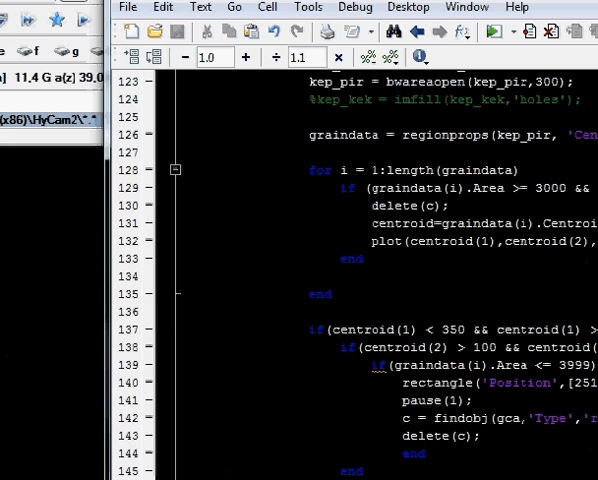 File Edit Text Go Cell Tools Debug Desktop Window Help
1.0 1.1
f g
11.4 G a(z) 39.0
(x86)\HyCam2\*.*
123 kep_pir = bwareaopen(kep_pir,300);
124 %kep_kek = imfill(kep_kek,'holes');
125
126 graindata = regionprops(kep_pir, 'Cen
127
128 for i = 1:length(graindata)
129 if (graindata(i).Area >= 3000 &&
130 delete(c);
131 centroid=graindata(i).Centroi
132 plot(centroid(1),centroid(2),
133 end
134
135 end
136
137 if(centroid(1) < 350 && centroid(1) >
138 if(centroid(2) > 100 && centroid(
139 if(graindata(i).Area <= 3999)
140 rectangle('Position',[251
141 pause(1);
142 c = findobj(gca,'Type','r
143 delete(c);
144 end
145 end